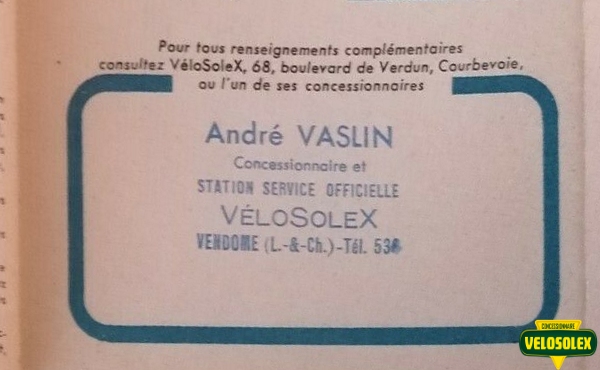 Pour tous renseignements complémentaires
consultez VéloSoleX, 68, boulevard de Verdun, Courbevoie,
ou l'un de ses concessionnaires
André VASLIN
Concessionnaire et
STATION SERVICE OFFICIELLE
VÉLOSOLEX
VENDOME (L.-&-Ch.)-Tél.
CONCESSIONNAIRE
VELOSOLEX